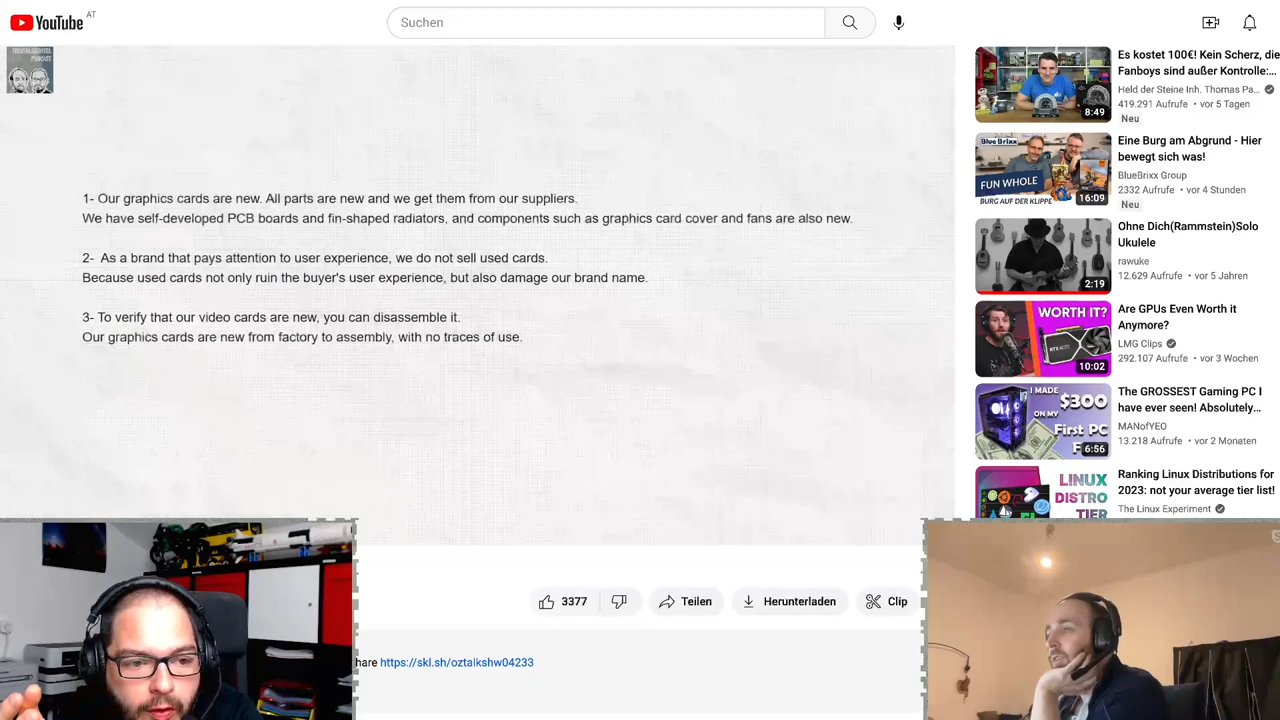 YouTube
AT
Suchen
TECHTELMECHTEL
PODCAST
1- Our graphics cards are new. All parts are new and we get them from our suppliers.
We have self-developed PCB boards and fin-shaped radiators, and components such as graphics card cover and fans are also new.
2- As a brand that pays attention to user experience, we do not sell used cards.
Because used cards not only ruin the buyer's user experience, but also damage our brand name.
3- To verify that our video cards are new, you can disassemble it.
Our graphics cards are new from factory to assembly, with no traces of use.
8:49
Es kostet 100€! Kein Scherz, die
Fanboys sind außer Kontrolle:...
Held der Steine Inh. Thomas Pa...
419.291 Aufrufe • vor 5 Tagen
Neu
Blue Brixx
FUN WHOLE
BURG AUF DER KLIPPE
16:09
Eine Burg am Abgrund - Hier
bewegt sich was!
BlueBrixx Group
2332 Aufrufe • vor 4 Stunden
Neu
2:19
Ohne Dich(Rammstein)Solo
Ukulele
rawuke
12.629 Aufrufe • vor 5 Jahren
WORTH IT?
RTX 4070
10:02
Are GPUs Even Worth it
Anymore?
LMG Clips
292.107 Aufrufe • vor 3 Wochen
I MADE
$300
ON MY
First PC
F
6:56
The GROSSEST Gaming PC I
have ever seen! Absolutely...
MANofYEO
13.218 Aufrufe • vor 2 Monaten
LINUX
DISTRO
TIER
Ranking Linux Distributions for
2023: not your average tier list!
The Linux Experiment
3377
Teilen
Herunterladen
Clip
hare https://skl.sh/oztalkshw04233